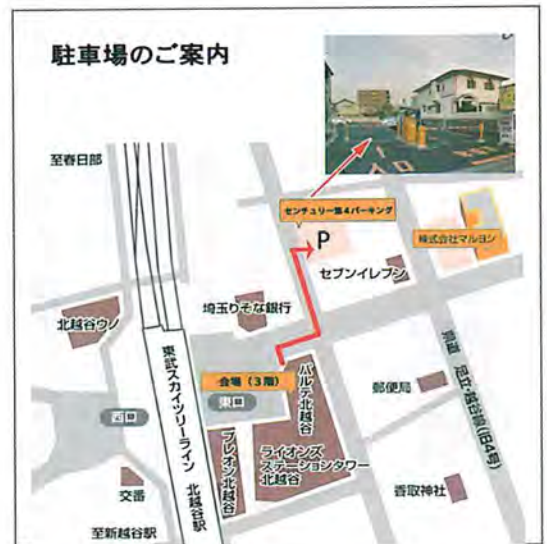 駐車場のご案内
至春日部
センチュリー第4パーキング
P
株式会社マルヨシ
セブンイレブン
埼玉りそな銀行
北越谷ウノ
東武スカイツリーライン 北越谷駅
会場(3階)
東口
西口
パルテ北越谷
郵便局
県道 足立越谷線(旧4号)
ブレオン北越谷
ライオンズ
ステーションタワー
北越谷
交番
香取神社
至新越谷駅